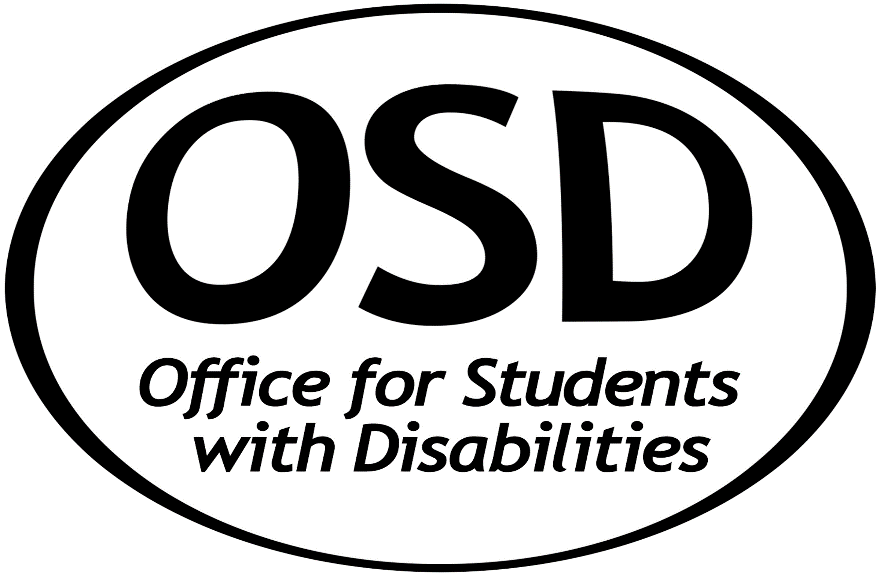 OSD
Office for Students
with Disabilities